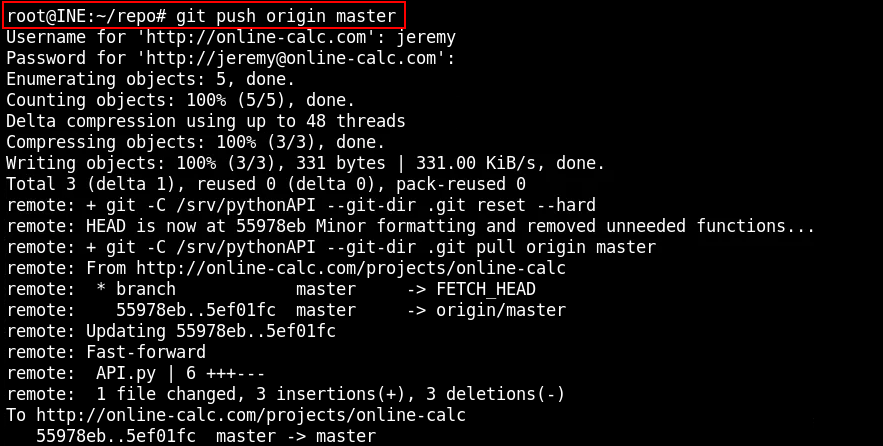 root@INE:~/repo# git push origin master
Username for 'http://online-calc.com': jeremy
Password for 'http://jeremy@online-calc.com':
Enumerating objects: 5, done.
Counting objects: 100% (5/5), done.
Delta compression using up to 48 threads
Compressing objects: 100% (3/3), done.
Writing objects: 100% (3/3), 331 bytes | 331.00 KiB/s, done.
Total 3 (delta 1), reused 0 (delta 0), pack-reused 0
remote: + git -C /srv/pythonAPI --git-dir .git reset --hard
remote: HEAD is now at 55978eb Minor formatting and removed unneeded functions...
remote: + git -C /srv/pythonAPI --git-dir .git pull origin master
remote: From http://online-calc.com/projects/online-calc
remote:  * branch            master     -> FETCH_HEAD
remote:    55978eb..5ef01fc  master     -> origin/master
remote: Updating 55978eb..5ef01fc
remote: Fast-forward
remote:  API.py | 6 +++---
remote:  1 file changed, 3 insertions(+), 3 deletions(-)
To http://online-calc.com/projects/online-calc
   55978eb..5ef01fc  master -> master